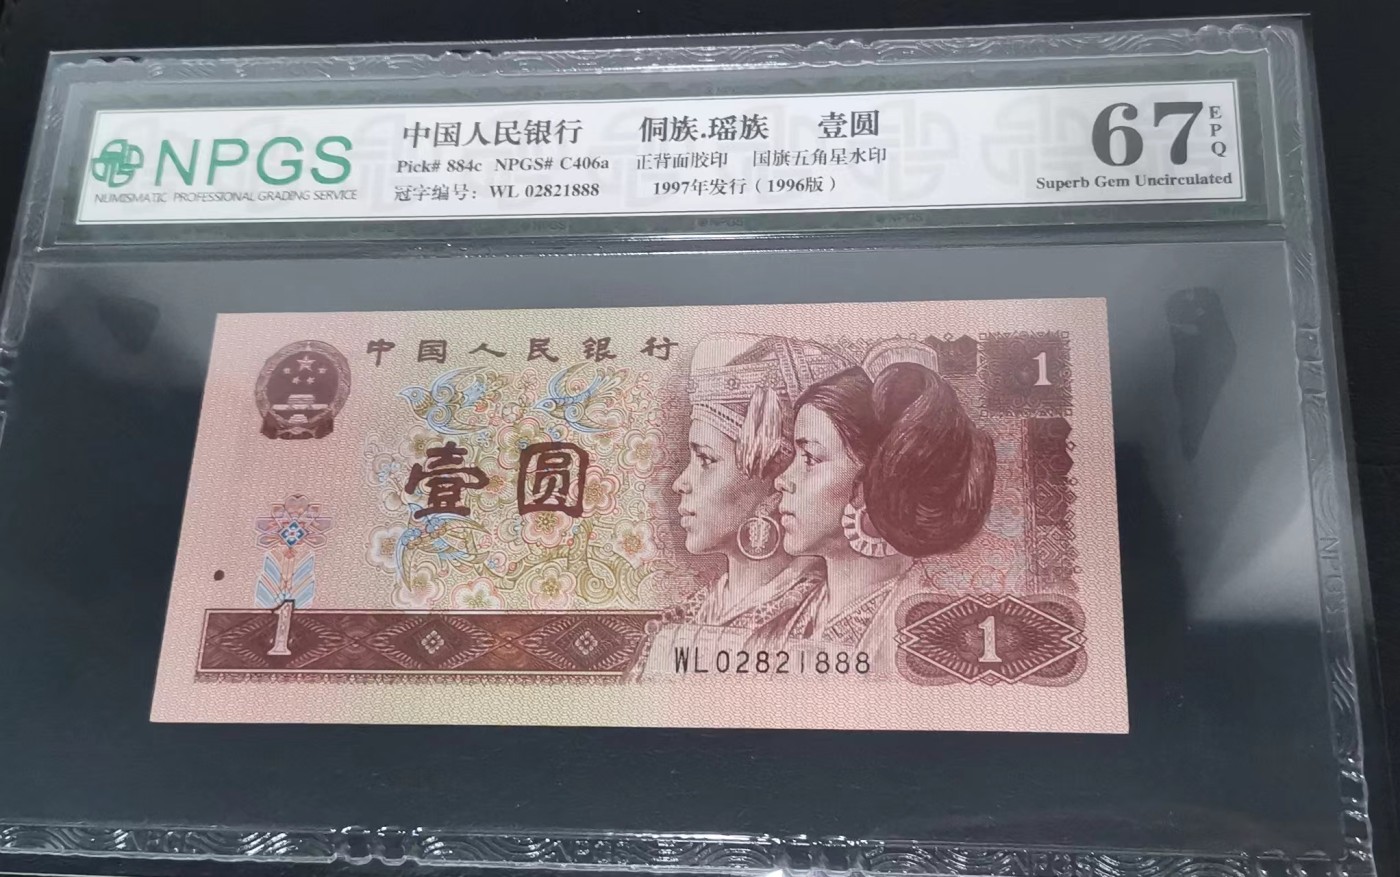 NPGS
NUMISMATIC PROFESSIONAL GRADING SERVICE
中国人民银行 侗族.瑶族 壹圆
Pick# 884c NPGS# C406a 正背面胶印 国旗五角星水印
冠字编号: WL 02821888 1997年发行(1996版)
67 EPQ
Superb Gem Uncirculated
中国人民银行
1
壹圆
1
1
WL02821888